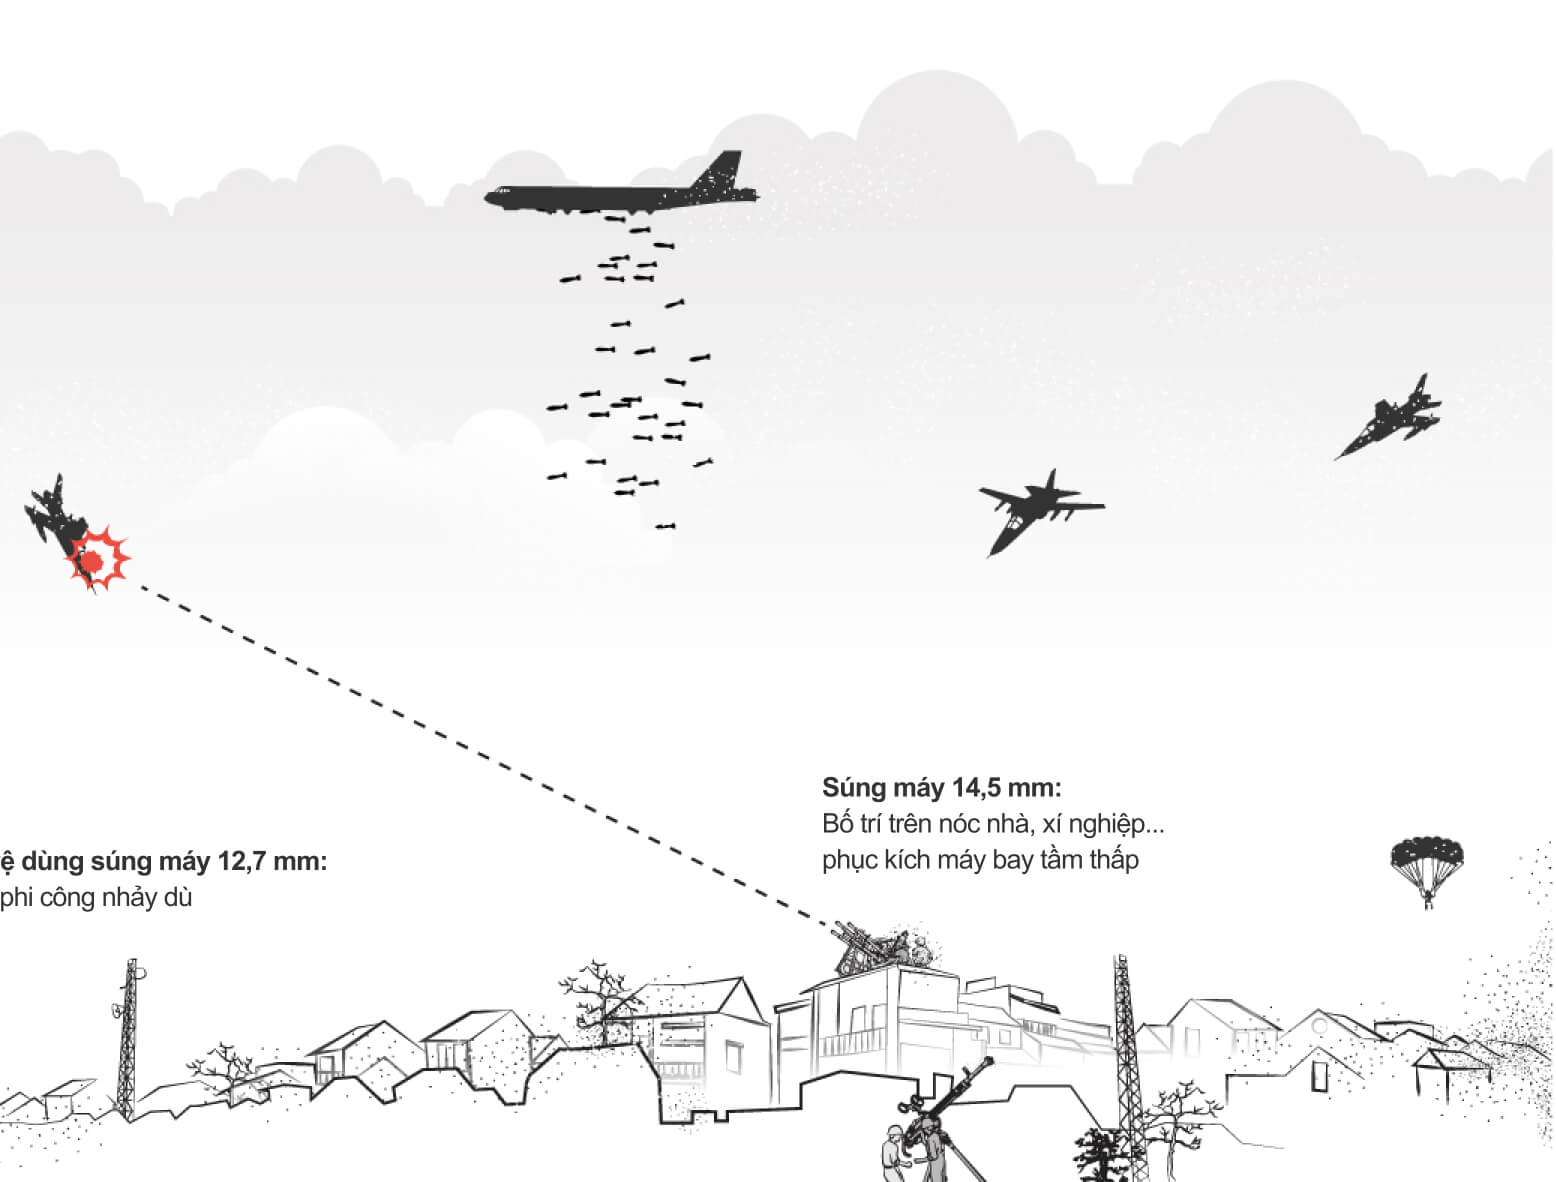 Súng máy 14,5 mm:
Bố trí trên nóc nhà, xí nghiệp...
phục kích máy bay tầm thấp
ệ dùng súng máy 12,7 mm:
phi công nhảy dù